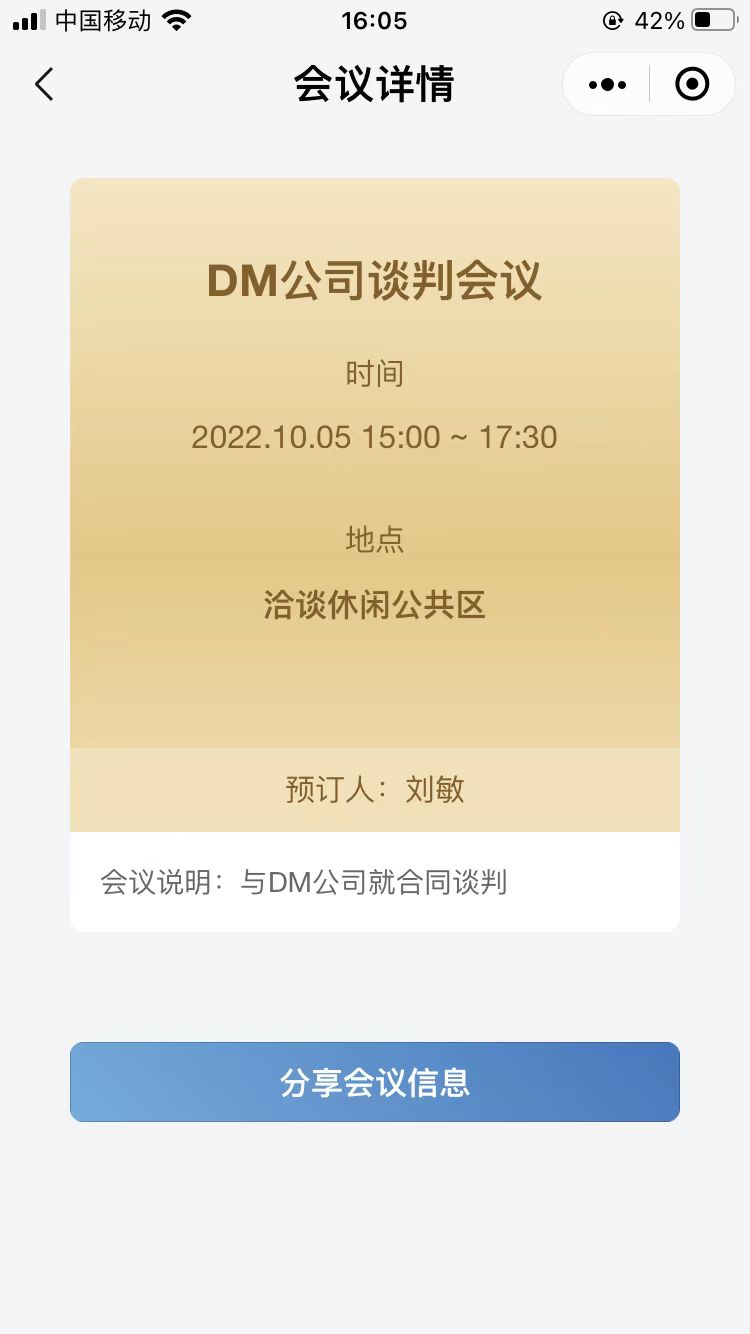 中国移动 16:05 42%
会议详情
DM公司谈判会议
时间
2022.10.05 15:00 ~ 17:30
地点
洽谈休闲公共区
预订人：刘敏
会议说明：与DM公司就合同谈判
分享会议信息